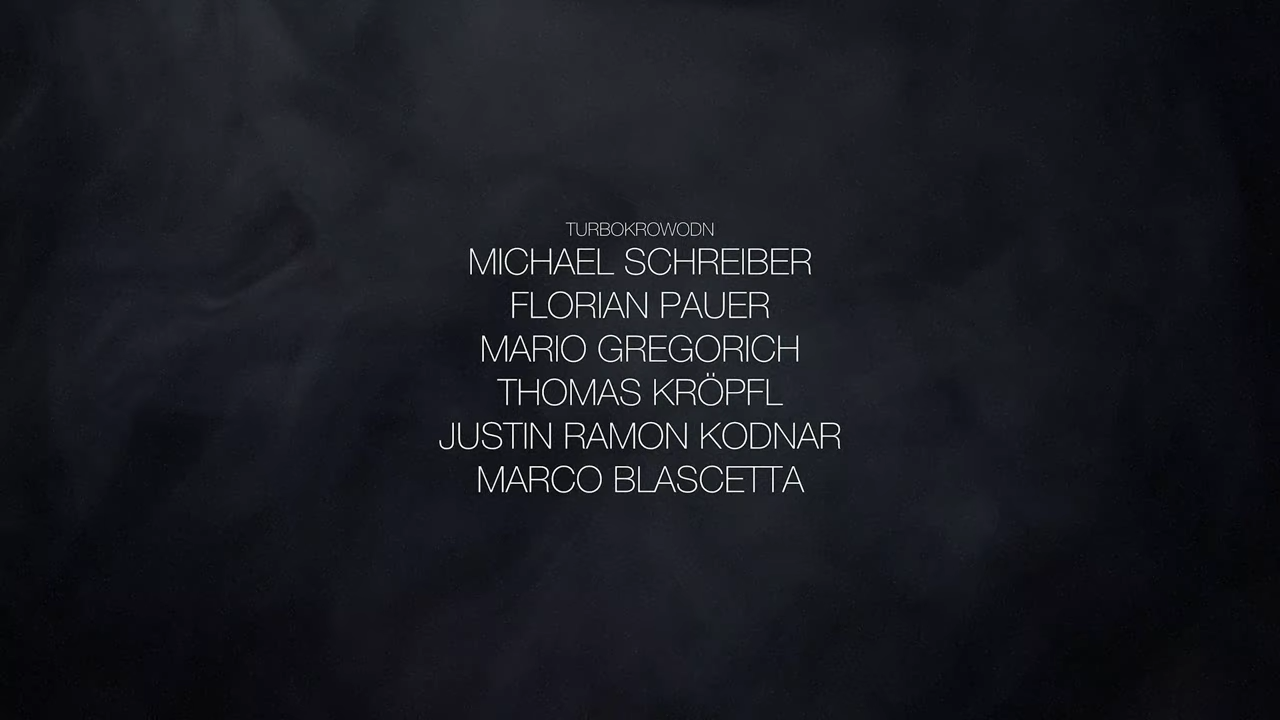 TURBOKROWODN
MICHAEL SCHREIBER
FLORIAN PAUER
MARIO GREGORICH
THOMAS KRÖPFL
JUSTIN RAMON KODNAR
MARCO BLASCETTA